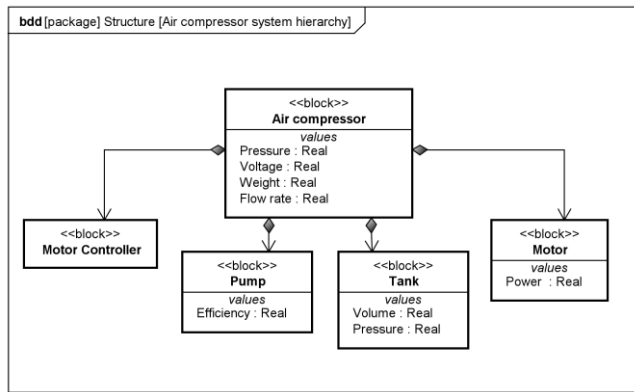 bdd [package] Structure [Air compressor system hierarchy]
<<block>>
Air compressor
values
Pressure : Real
Voltage : Real
Weight : Real
Flow rate : Real
<<block>>
Motor Controller
<<block>>
Pump
values
Efficiency : Real
<<block>>
Tank
values
Volume : Real
Pressure : Real
<<block>>
Motor
values
Power : Real